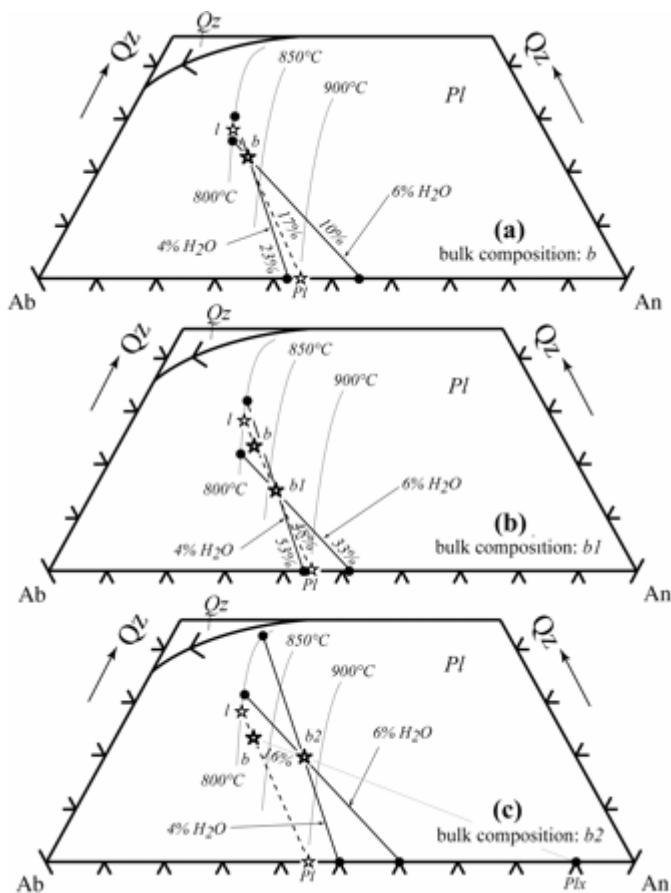 Qz
Qz
Qz
850°C
900°C
Pl
l
b
800°C
6% H2O
10%
17%
4% H2O
23%
(a)
bulk composition: b
Pl
Ab
An
Qz
Qz
Qz
850°C
900°C
Pl
l
b
b1
800°C
6% H2O
4% H2O
53%
48%
33%
(b)
bulk composition: b1
Pl
Ab
An
Qz
Qz
Qz
850°C
900°C
Pl
l
b
b2
16%
800°C
6% H2O
4% H2O
(c)
bulk composition: b2
Pl
Plx
Ab
An